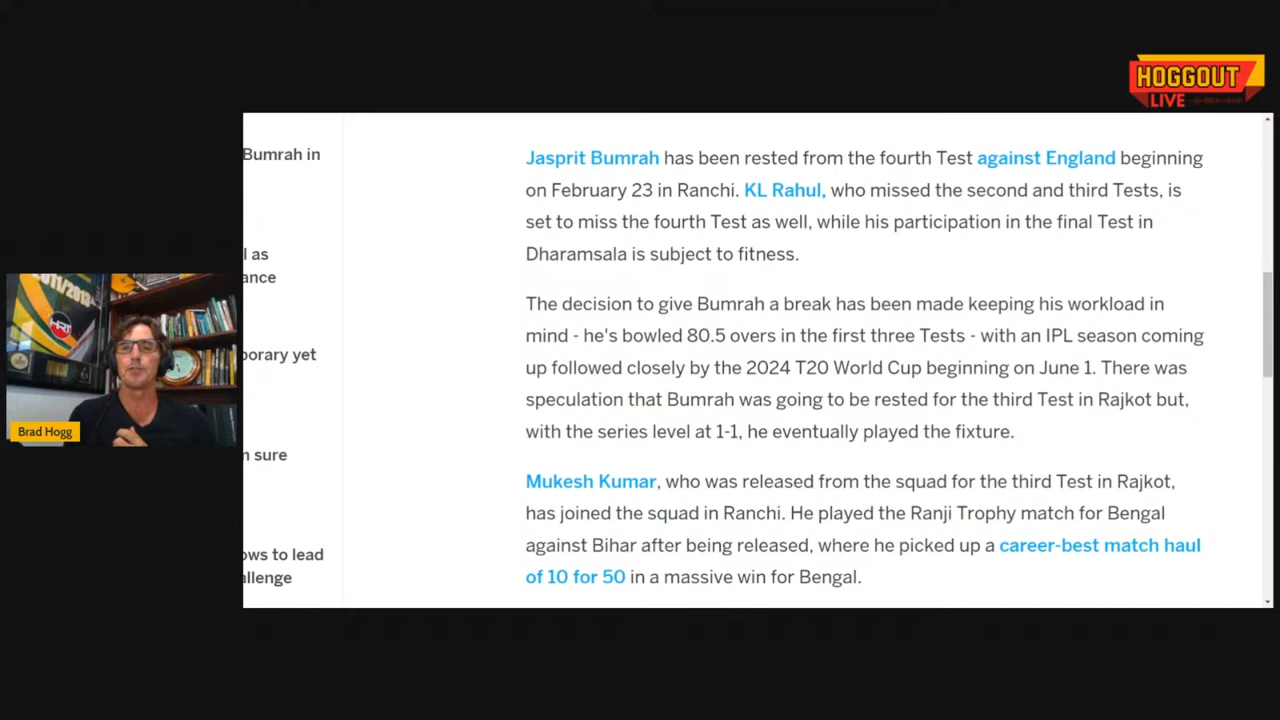 HOGGOUT
LIVE
Bumrah in
l as
ance
porary yet
sure
ows to lead
allenge
Jasprit Bumrah has been rested from the fourth Test against England beginning
on February 23 in Ranchi. KL Rahul, who missed the second and third Tests, is
set to miss the fourth Test as well, while his participation in the final Test in
Dharamsala is subject to fitness.
The decision to give Bumrah a break has been made keeping his workload in
mind - he's bowled 80.5 overs in the first three Tests - with an IPL season coming
up followed closely by the 2024 T20 World Cup beginning on June 1. There was
speculation that Bumrah was going to be rested for the third Test in Rajkot but,
with the series level at 1-1, he eventually played the fixture.
Mukesh Kumar, who was released from the squad for the third Test in Rajkot,
has joined the squad in Ranchi. He played the Ranji Trophy match for Bengal
against Bihar after being released, where he picked up a career-best match haul
of 10 for 50 in a massive win for Bengal.
2011/2012
Brad Hogg